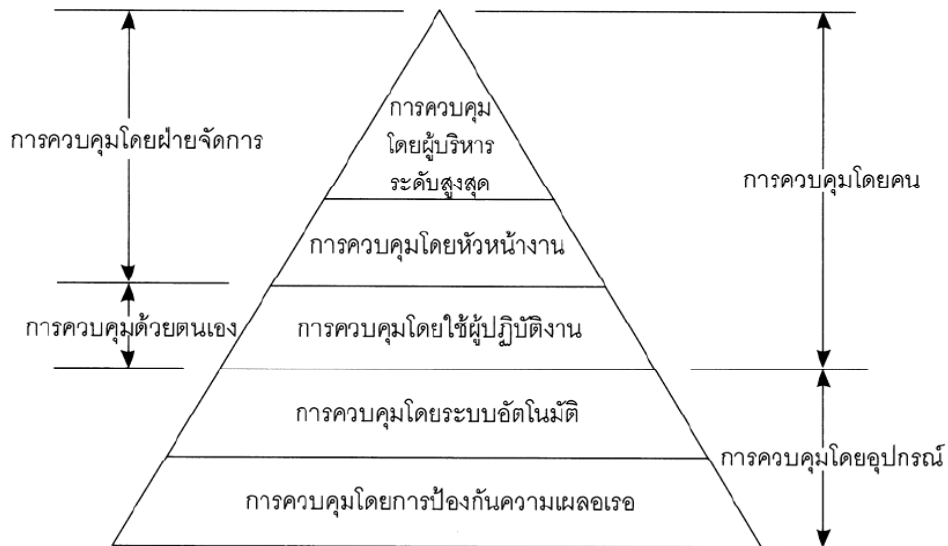 การควบคุม
โดยผู้บริหาร
ระดับสูงสุด
การควบคุมโดยฝ่ายจัดการ
การควบคุมโดยคน
การควบคุมโดยหัวหน้างาน
การควบคุมด้วยตนเอง
การควบคุมโดยใช้ผู้ปฏิบัติงาน
การควบคุมโดยระบบอัตโนมัติ
การควบคุมโดยอุปกรณ์
การควบคุมโดยการป้องกันความเผลอเรอ